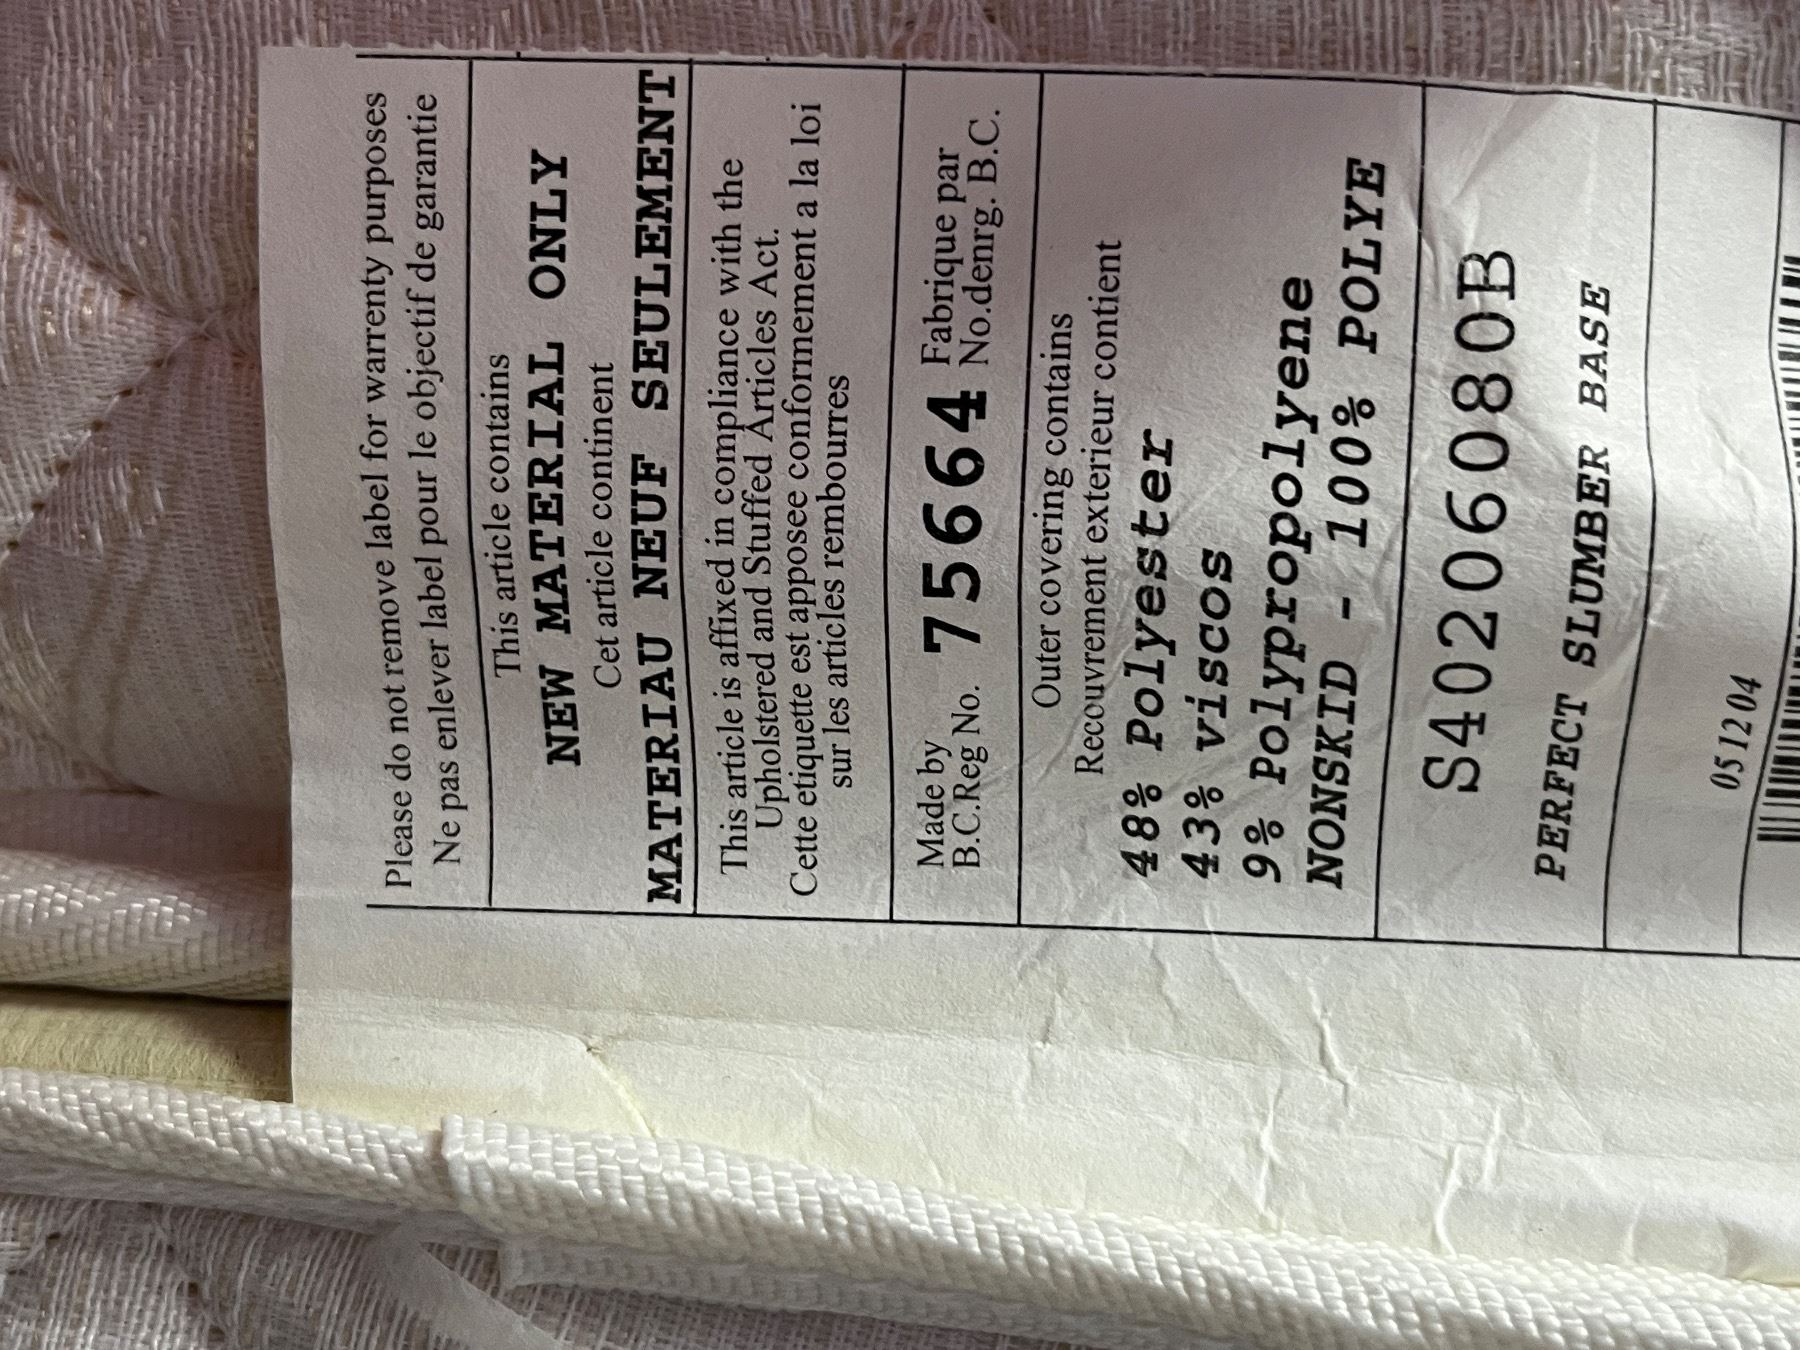 Please do not remove label for warrenty purposes
Ne pas enlever label pour le objectif de garantie
This article contains
NEW MATERIAL ONLY
Cet article continent
MATERIAU NEUF SEULEMENT
This article is affixed in compliance with the
Upholstered and Stuffed Articles Act.
Cette etiquette est apposee conformement a la loi
sur les articles rembourres
Made by
B.C.Reg No. 75664 Fabrique par
No.denrg. B.C.
Outer covering contains
Recouvrement exterieur contient
48% Polyester
43% viscos
9% Polypropolyene
NONSKID - 100% POLYE
S40206080B
PERFECT SLUMBER BASE
051204